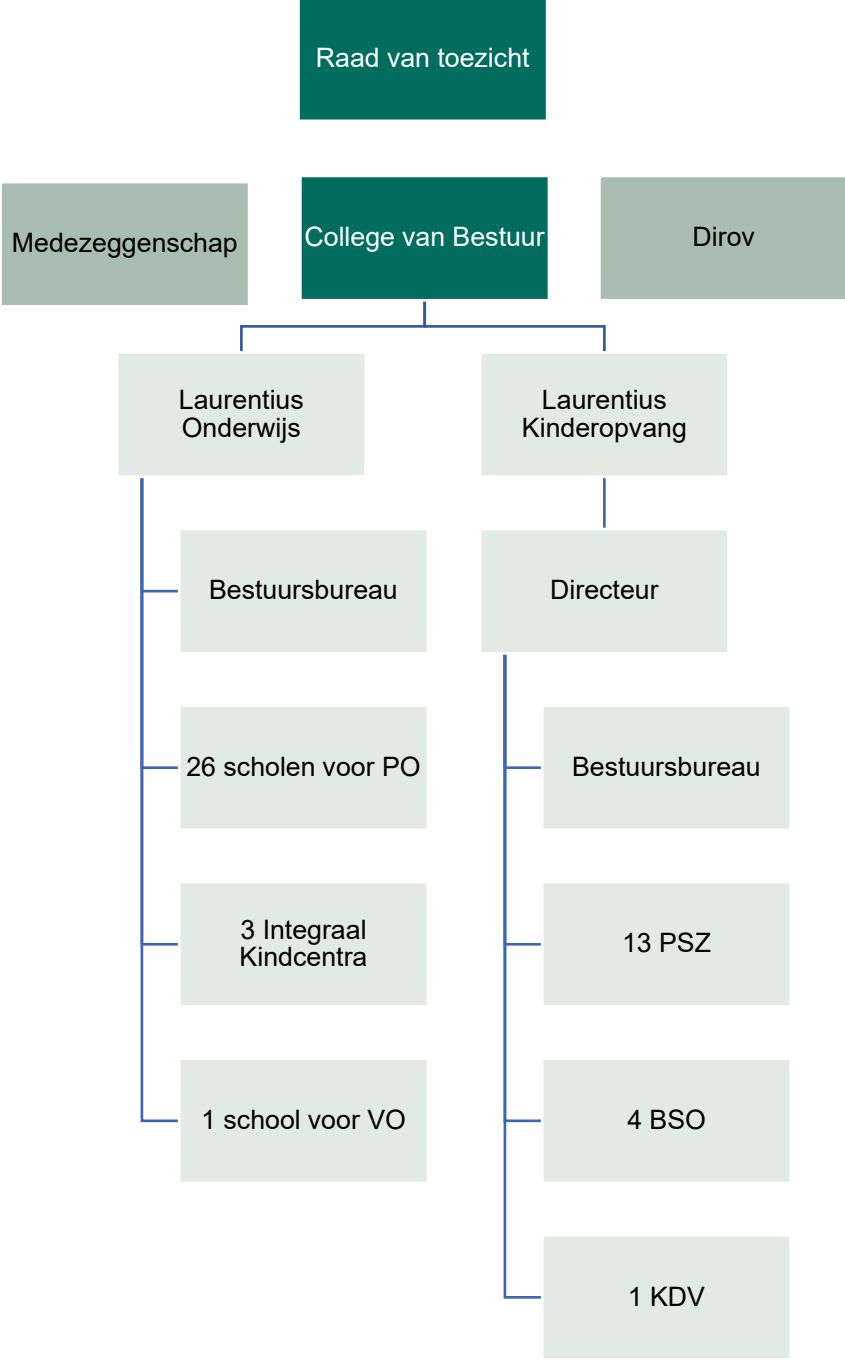 Raad van toezicht
Medezeggenschap
College van Bestuur
Dirov
Laurentius
Onderwijs
Laurentius
Kinderopvang
Bestuursbureau
Directeur
26 scholen voor PO
Bestuursbureau
3 Integraal
Kindcentra
13 PSZ
1 school voor VO
4 BSO
1 KDV